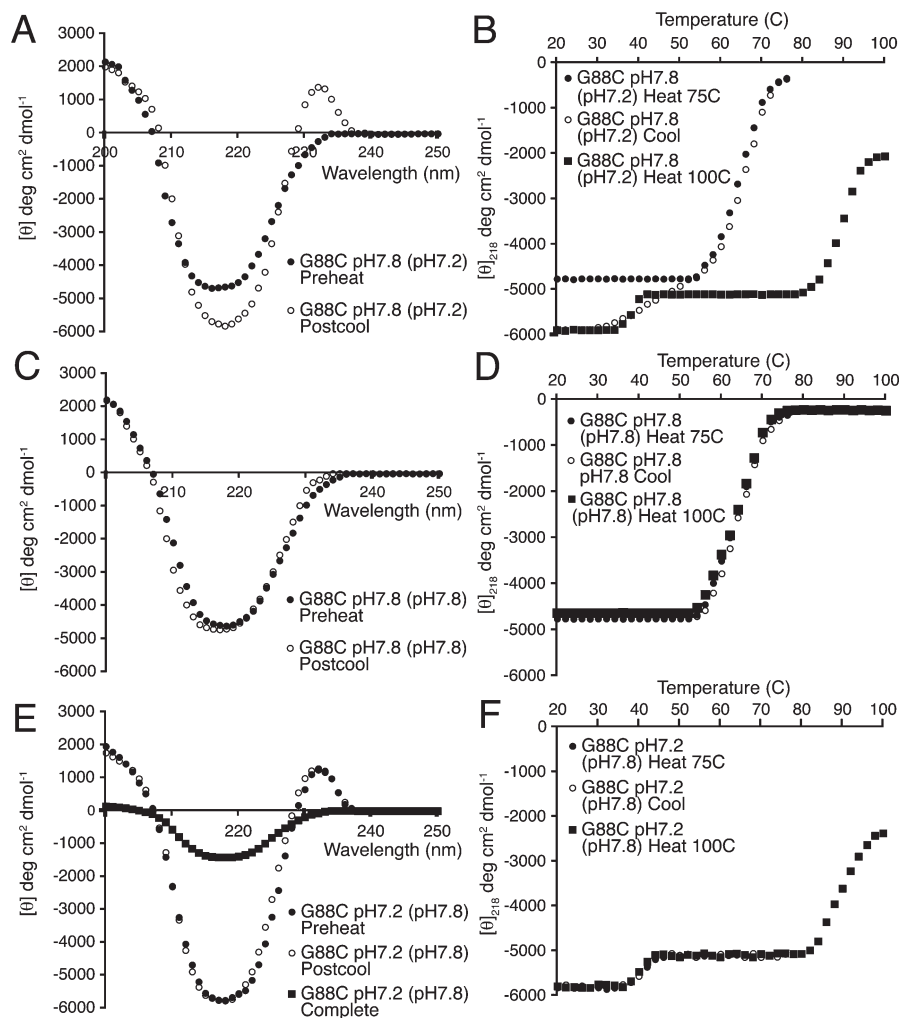 A
3000
2000
1000
0
-1000
-2000
-3000
-4000
-5000
-6000
[θ] deg cm² dmol⁻¹
200 210 220 240 250
Wavelength (nm)
G88C pH7.8 (pH7.2)
Preheat
G88C pH7.8 (pH7.2)
Postcool
B
Temperature (C)
20 30 40 50 60 70 80 90 100
0
-1000
-2000
-3000
-4000
-5000
-6000
[θ]₂₁₈ deg cm² dmol⁻¹
G88C pH7.8
(pH7.2) Heat 75C
G88C pH7.8
(pH7.2) Cool
G88C pH7.8
(pH7.2) Heat 100C
C
3000
2000
1000
0
-1000
-2000
-3000
-4000
-5000
-6000
[θ] deg cm² dmol⁻¹
210 220 240 250
Wavelength (nm)
G88C pH7.8 (pH7.8)
Preheat
G88C pH7.8 (pH7.8)
Postcool
D
Temperature (C)
20 30 40 50 60 70 80 90 100
0
-1000
-2000
-3000
-4000
-5000
-6000
[θ]₂₁₈ deg cm² dmol⁻¹
G88C pH7.8
(pH7.8) Heat 75C
G88C pH7.8
pH7.8 Cool
G88C pH7.8
(pH7.8) Heat 100C
E
3000
2000
1000
0
-1000
-2000
-3000
-4000
-5000
-6000
[θ] deg cm² dmol⁻¹
220 240 250
Wavelength (nm)
G88C pH7.2 (pH7.8)
Preheat
G88C pH7.2 (pH7.8)
Postcool
G88C pH7.2 (pH7.8)
Complete
F
Temperature (C)
20 30 40 50 60 70 80 90 100
0
-1000
-2000
-3000
-4000
-5000
-6000
[θ]₂₁₈ deg cm² dmol⁻¹
G88C pH7.2
(pH7.8) Heat 75C
G88C pH7.2
(pH7.8) Cool
G88C pH7.2
(pH7.8) Heat 100C